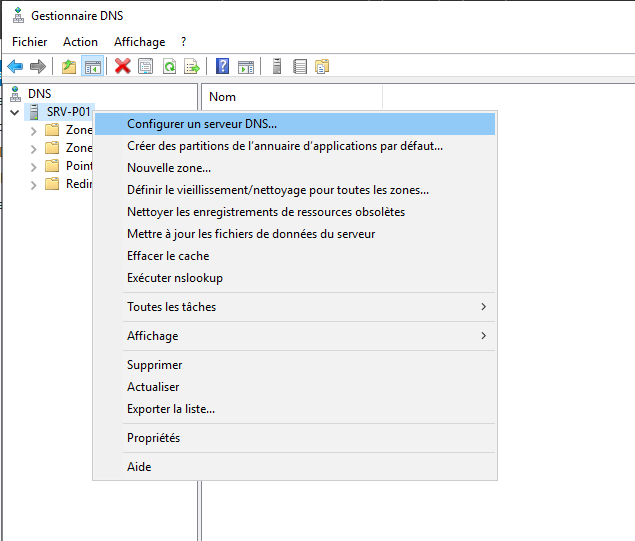 Gestionnaire DNS
Fichier Action Affichage ?
DNS
Nom
SRV-P01
Zone
Zone
Point
Redir
Configurer un serveur DNS...
Créer des partitions de l'annuaire d'applications par défaut...
Nouvelle zone...
Définir le vieillissement/nettoyage pour toutes les zones...
Nettoyer les enregistrements de ressources obsolètes
Mettre à jour les fichiers de données du serveur
Effacer le cache
Exécuter nslookup
Toutes les tâches
Affichage
Supprimer
Actualiser
Exporter la liste...
Propriétés
Aide